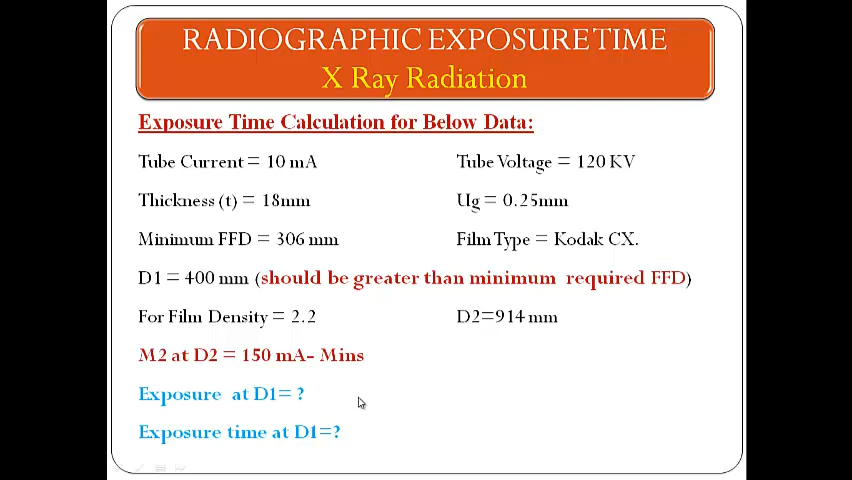 RADIOGRAPHIC EXPOSURE TIME
X Ray Radiation
Exposure Time Calculation for Below Data:
Tube Current = 10 mA Tube Voltage = 120 KV
Thickness (t) = 18mm Ug = 0.25mm
Minimum FFD = 306 mm Film Type = Kodak CX.
D1 = 400 mm (should be greater than minimum required FFD)
For Film Density = 2.2 D2=914 mm
M2 at D2 = 150 mA- Mins
Exposure at D1= ?
Exposure time at D1=?